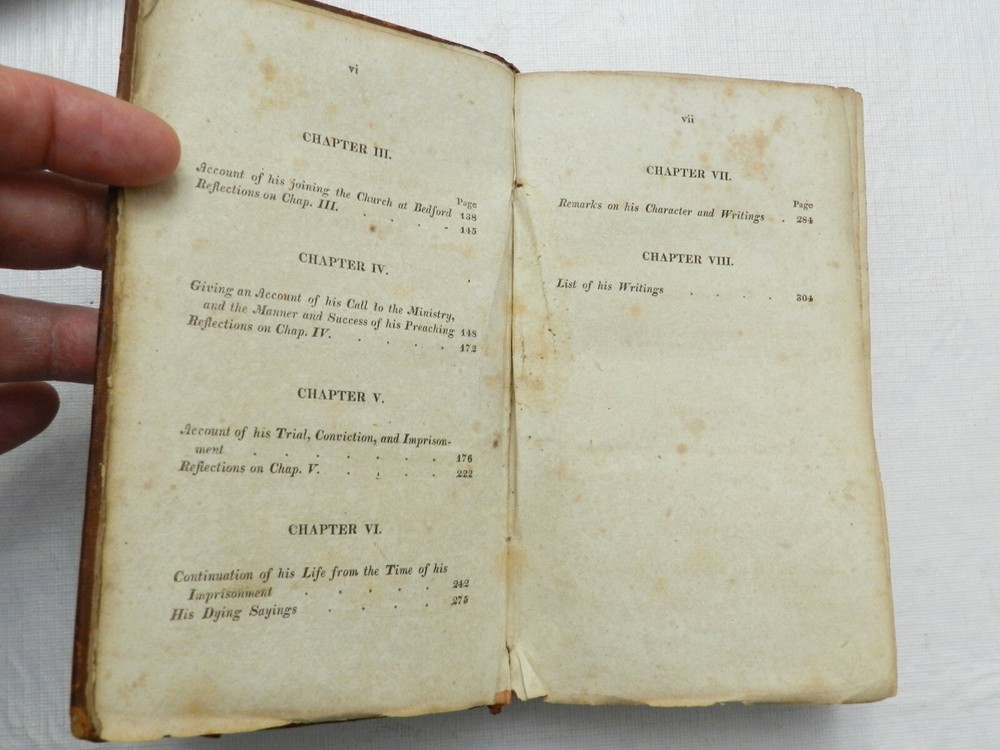 vi
CHAPTER III.
Page
Account of his joining the Church at Bedford 138
Reflections on Chap. III. . . . - 145
CHAPTER IV.
Giving an Account of his Call to the Ministry,
and the Manner and Success of his Preaching 148
Reflections on Chap. IV. . . . . 172
CHAPTER V.
Account of his Trial, Conviction, and Imprison-
ment . . . . . . . 176
Reflections on Chap. V. . . . . 222
CHAPTER VI.
Continuation of his Life from the Time of his
Imprisonment . . . . . 242
His Dying Sayings . . . . 275
vii
CHAPTER VII.
Page
Remarks on his Character and Writings . 284
CHAPTER VIII.
List of his Writings . . . . 304